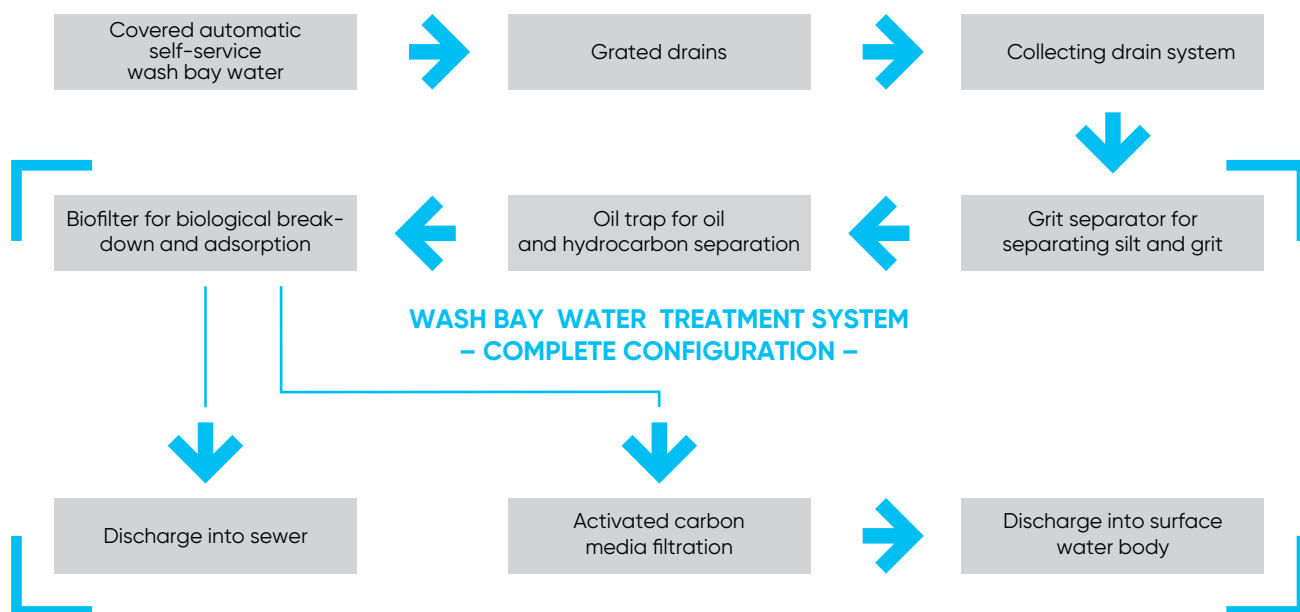 Covered automatic
self-service
wash bay water
Grated drains
Collecting drain system
Biofilter for biological break-
down and adsorption
Oil trap for oil
and hydrocarbon separation
Grit separator for
separating silt and grit
WASH BAY WATER TREATMENT SYSTEM
– COMPLETE CONFIGURATION –
Discharge into sewer
Activated carbon
media filtration
Discharge into surface
water body